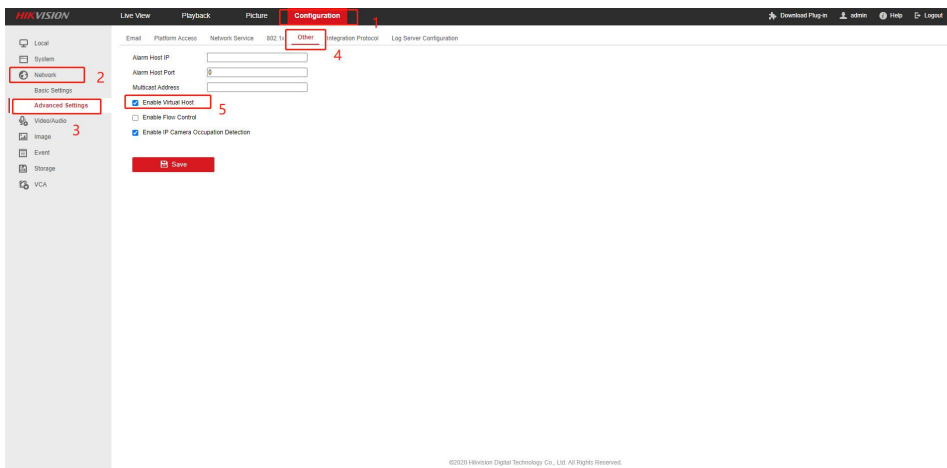 HIKVISION Live View Playback Picture Configuration 1 Download Plug-in admin Help Logout
Local
System
Network 2
Basic Settings
Advanced Settings
3
Video/Audio
Image
Event
Storage
VCA
Email Platform Access Network Service 802.1x Other Integration Protocol Log Server Configuration
4
Alarm Host IP
Alarm Host Port 0
Multicast Address
Enable Virtual Host 5
Enable Flow Control
Enable IP Camera Occupation Detection
Save
©2020 Hikvision Digital Technology Co., Ltd. All Rights Reserved.